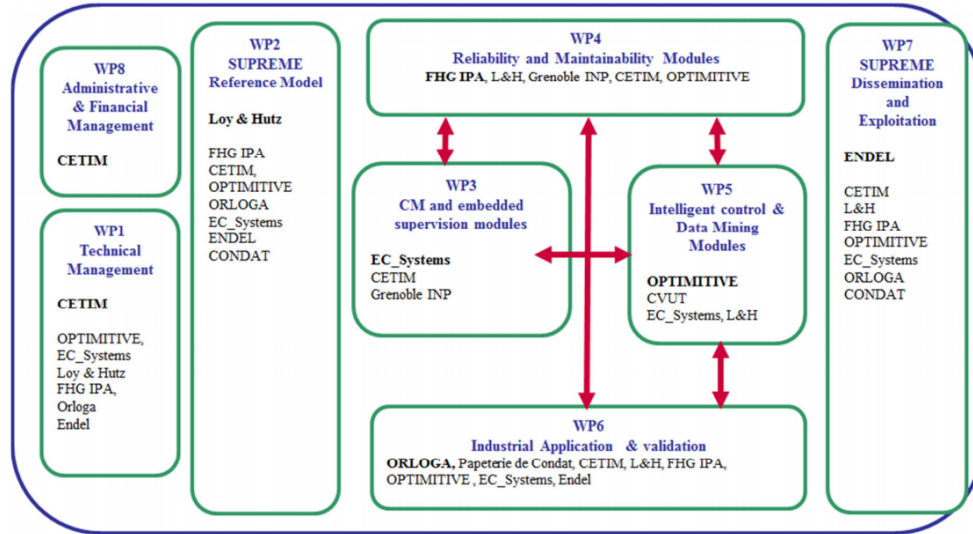 WP8
Administrative
& Financial
Management
CETIM
WP1
Technical
Management
CETIM
OPTIMITIVE,
EC_Systems
Loy & Hutz
FHG IPA,
Orloga
Endel
WP2
SUPREME
Reference Model
Loy & Hutz
FHG IPA
CETIM,
OPTIMITIVE
ORLOGA
EC_Systems
ENDEL
CONDAT
WP4
Reliability and Maintainability Modules
FHG IPA, L&H, Grenoble INP, CETIM, OPTIMITIVE
WP3
CM and embedded
supervision modules
EC_Systems
CETIM
Grenoble INP
WP5
Intelligent control &
Data Mining
Modules
OPTIMITIVE
CVUT
EC_Systems, L&H
WP6
Industrial Application & validation
ORLOGA, Papeterie de Condat, CETIM, L&H, FHG IPA,
OPTIMITIVE , EC_Systems, Endel
WP7
SUPREME
Dissemination
and
Exploitation
ENDEL
CETIM
L&H
FHG IPA
OPTIMITIVE
EC_Systems
ORLOGA
CONDAT